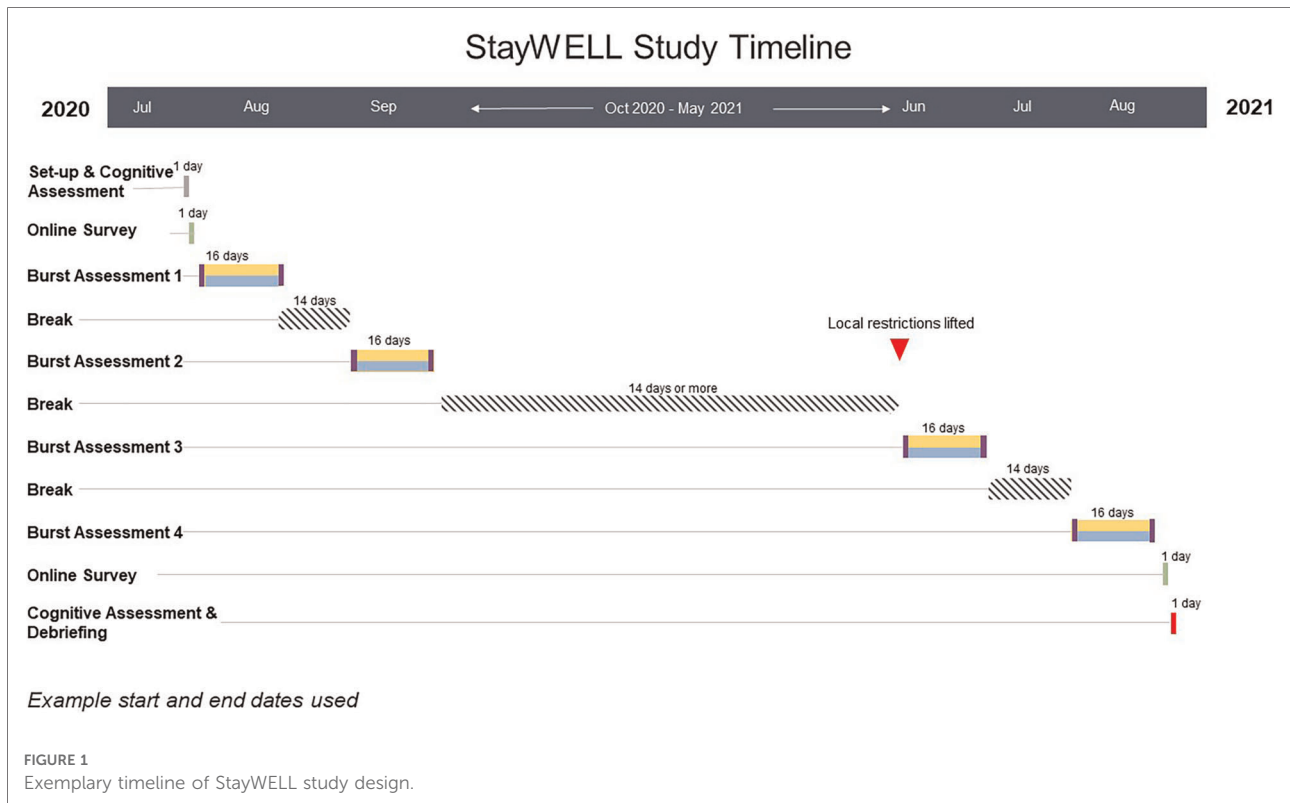 StayWELL Study Timeline
2020 Jul Aug Sep Oct 2020 - May 2021 Jun Jul Aug 2021
Set-up & Cognitive 1 day
Assessment
1 day
Online Survey
16 days
Burst Assessment 1
14 days
Break
Local restrictions lifted
16 days
Burst Assessment 2
14 days or more
Break
16 days
Burst Assessment 3
14 days
Break
16 days
Burst Assessment 4
1 day
Online Survey
1 day
Cognitive Assessment &
Debriefing
Example start and end dates used
FIGURE 1
Exemplary timeline of StayWELL study design.